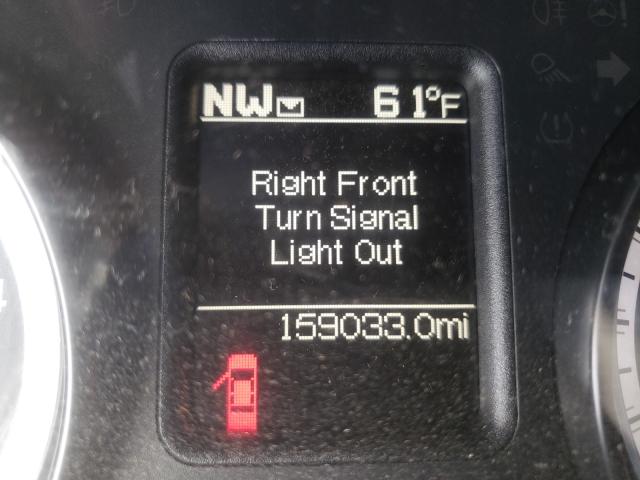 NW 61°F
Right Front
Turn Signal
Light Out
159033.0mi